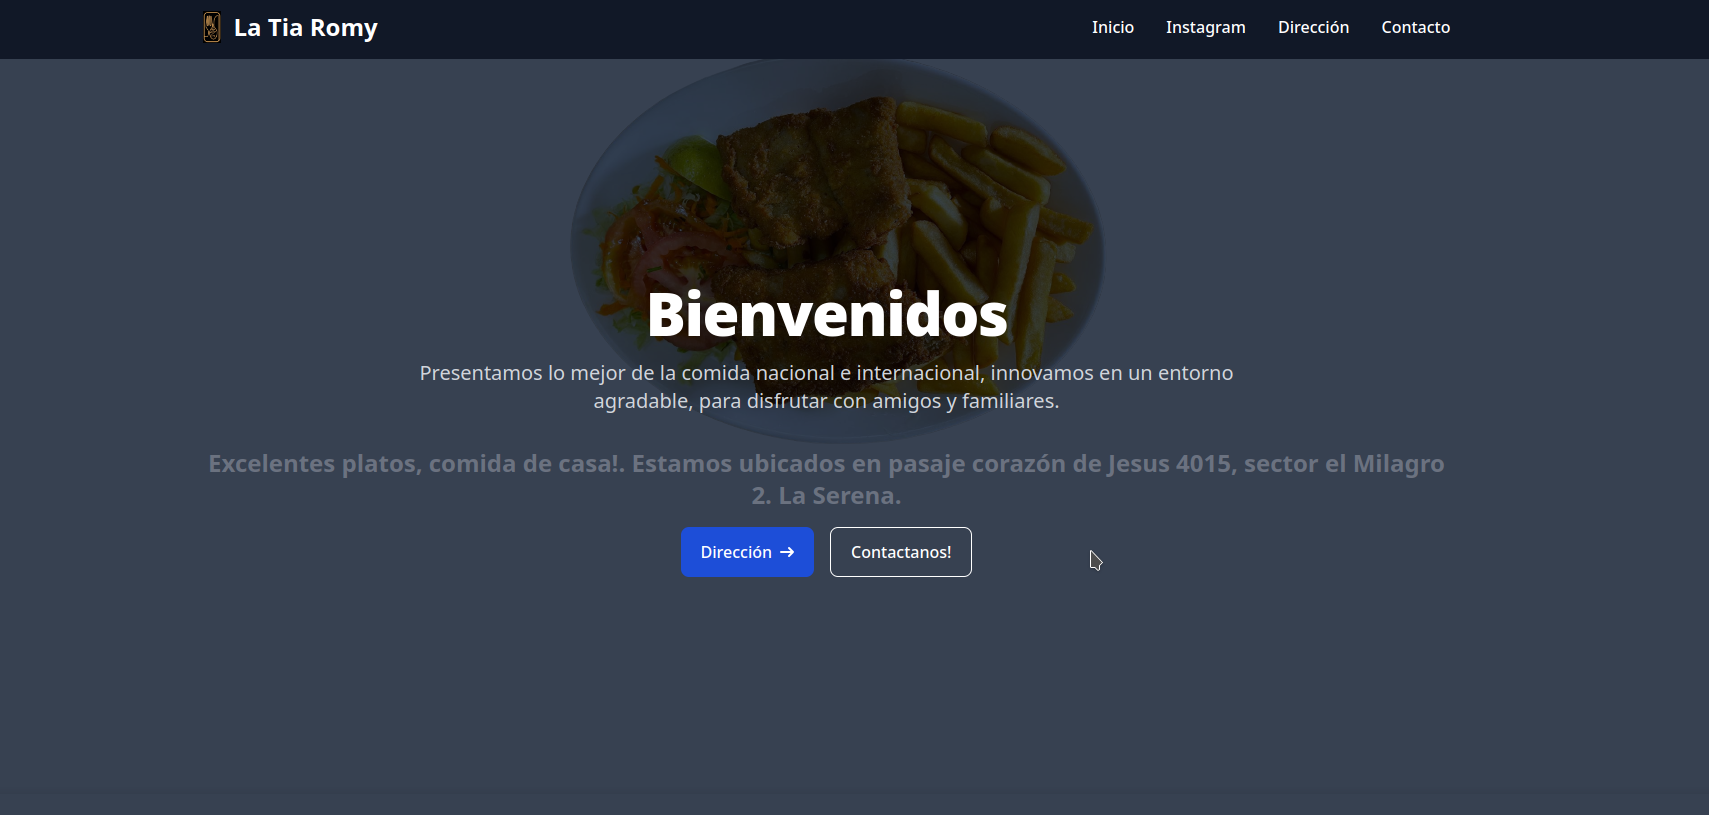 La Tia Romy
Inicio
Instagram
Dirección
Contacto
Bienvenidos
Presentamos lo mejor de la comida nacional e internacional, innovamos en un entorno
agradable, para disfrutar con amigos y familiares.
Excelentes platos, comida de casa!. Estamos ubicados en pasaje corazón de Jesus 4015, sector el Milagro
2. La Serena.
Dirección →
Contactanos!